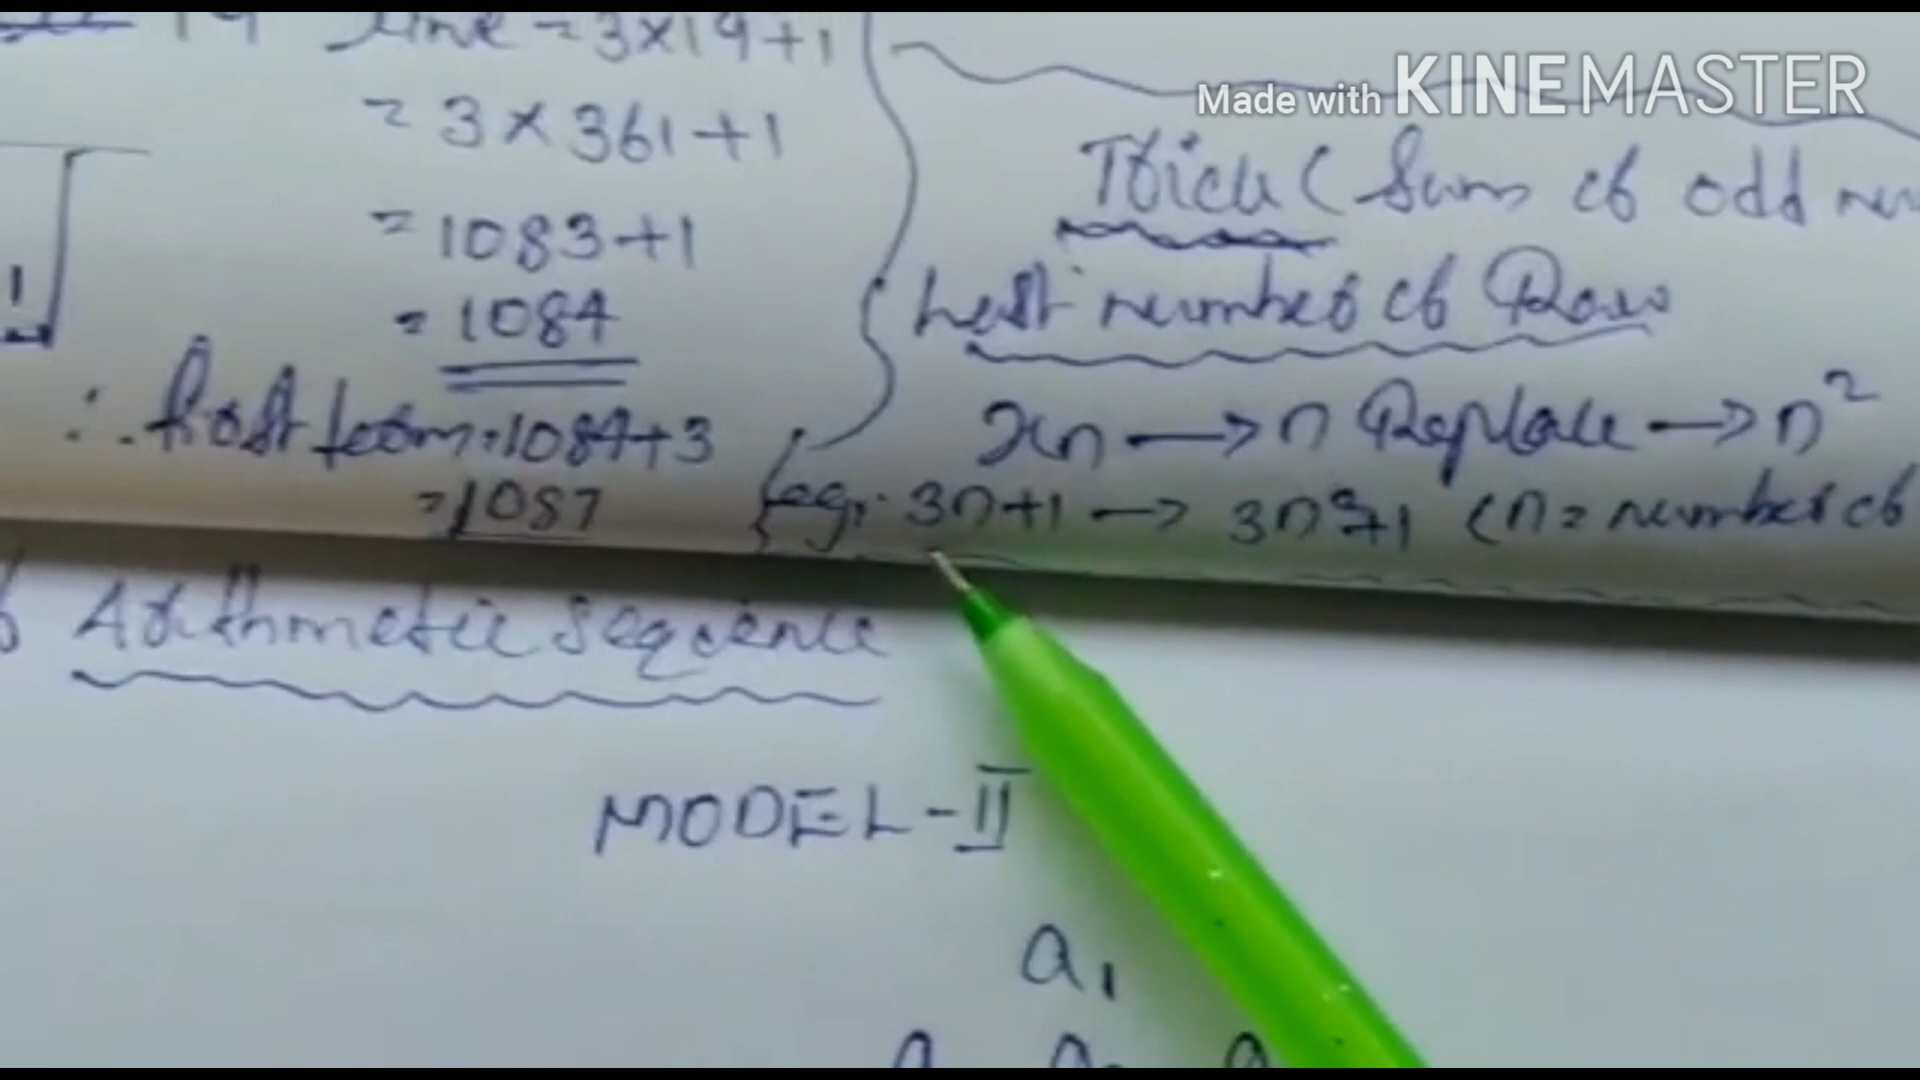 19 line = 3×19+1
= 3 × 361 + 1
= 1083 + 1
= 1084
∴ first term = 1084+3
= 1087
Made with KINEMASTER
Trick (Sum of odd
Last number of Row
xn → n Replace → n²
eg:- 3n+1 → 3n²+1 (n = number of
Arithmetic Sequence
MODEL-II
a₁